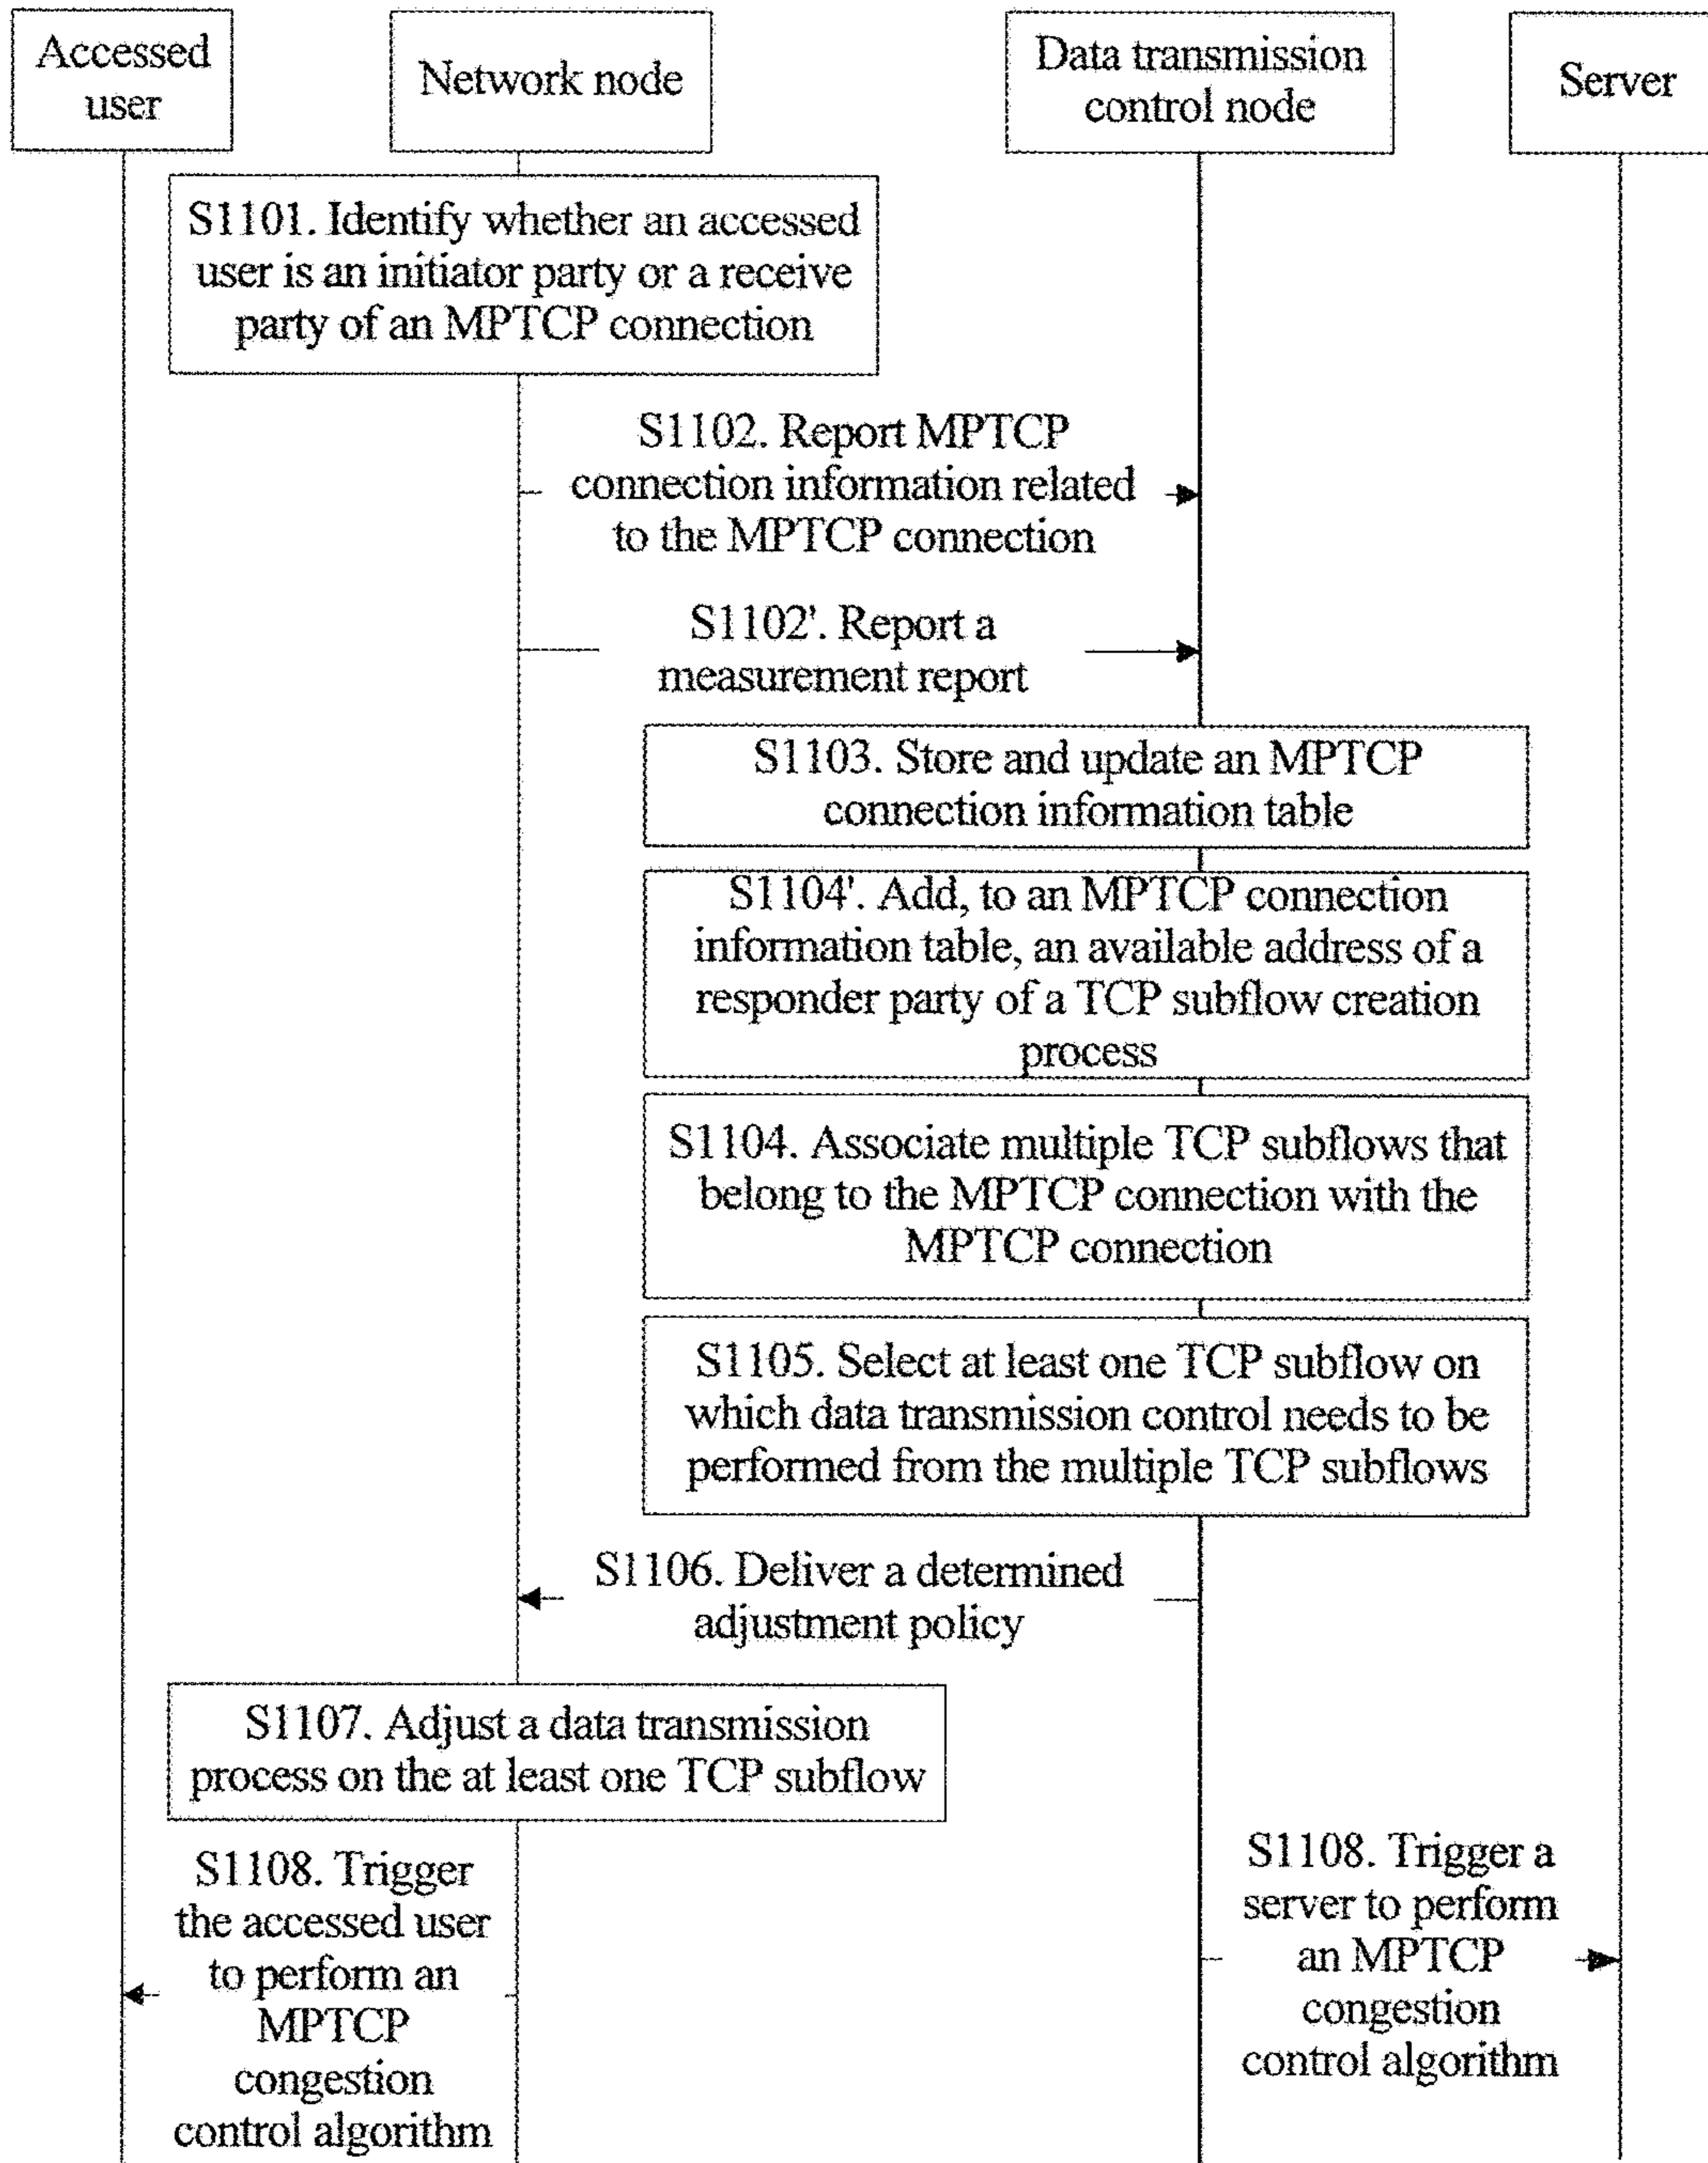 Accessed
user
Network node
Data transmission
control node
Server
S1101. Identify whether an accessed
user is an initiator party or a receive
party of an MPTCP connection
S1102. Report MPTCP
connection information related
to the MPTCP connection
S1102'. Report a
measurement report
S1103. Store and update an MPTCP
connection information table
S1104'. Add, to an MPTCP connection
information table, an available address of a
responder party of a TCP subflow creation
process
S1104. Associate multiple TCP subflows that
belong to the MPTCP connection with the
MPTCP connection
S1105. Select at least one TCP subflow on
which data transmission control needs to be
performed from the multiple TCP subflows
S1106. Deliver a determined
adjustment policy
S1107. Adjust a data transmission
process on the at least one TCP subflow
S1108. Trigger
the accessed user
to perform an
MPTCP
congestion
control algorithm
S1108. Trigger a
server to perform
an MPTCP
congestion
control algorithm